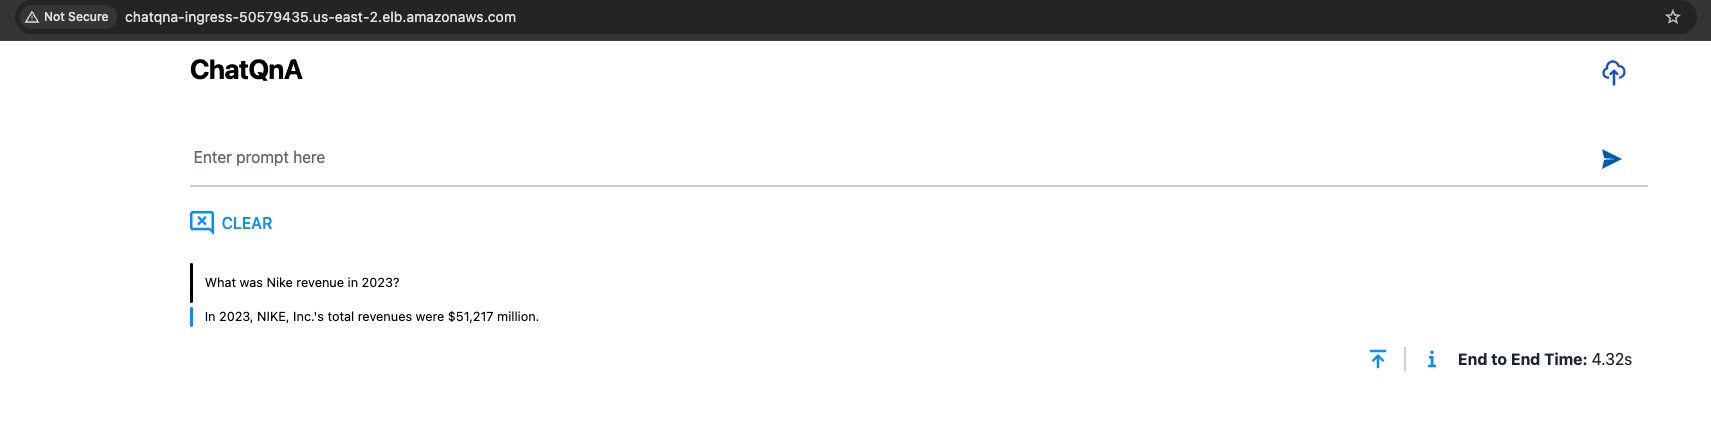 Not Secure chatqna-ingress-50579435.us-east-2.elb.amazonaws.com
ChatQnA
Enter prompt here
CLEAR
What was Nike revenue in 2023?
In 2023, NIKE, Inc.'s total revenues were $51,217 million.
End to End Time: 4.32s